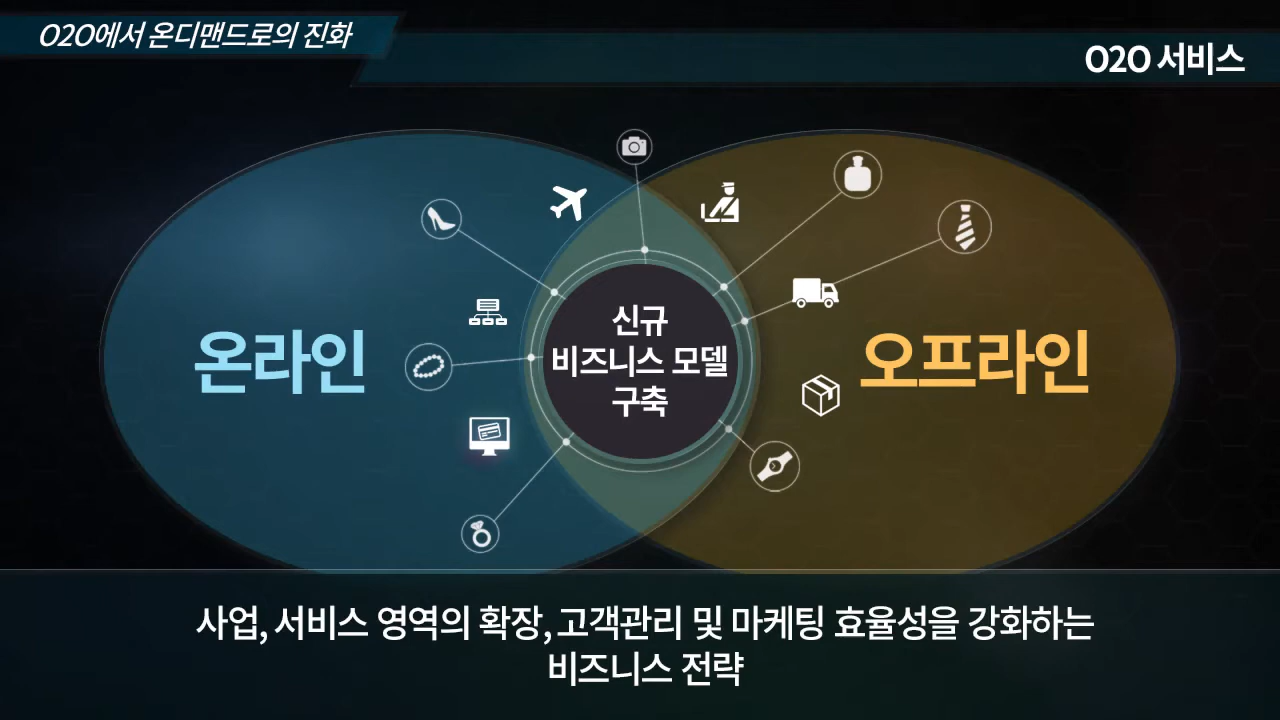 O2O에서 온디맨드로의 진화
O2O 서비스
온라인
신규
비즈니스 모델
구축
오프라인
사업, 서비스 영역의 확장, 고객관리 및 마케팅 효율성을 강화하는
비즈니스 전략